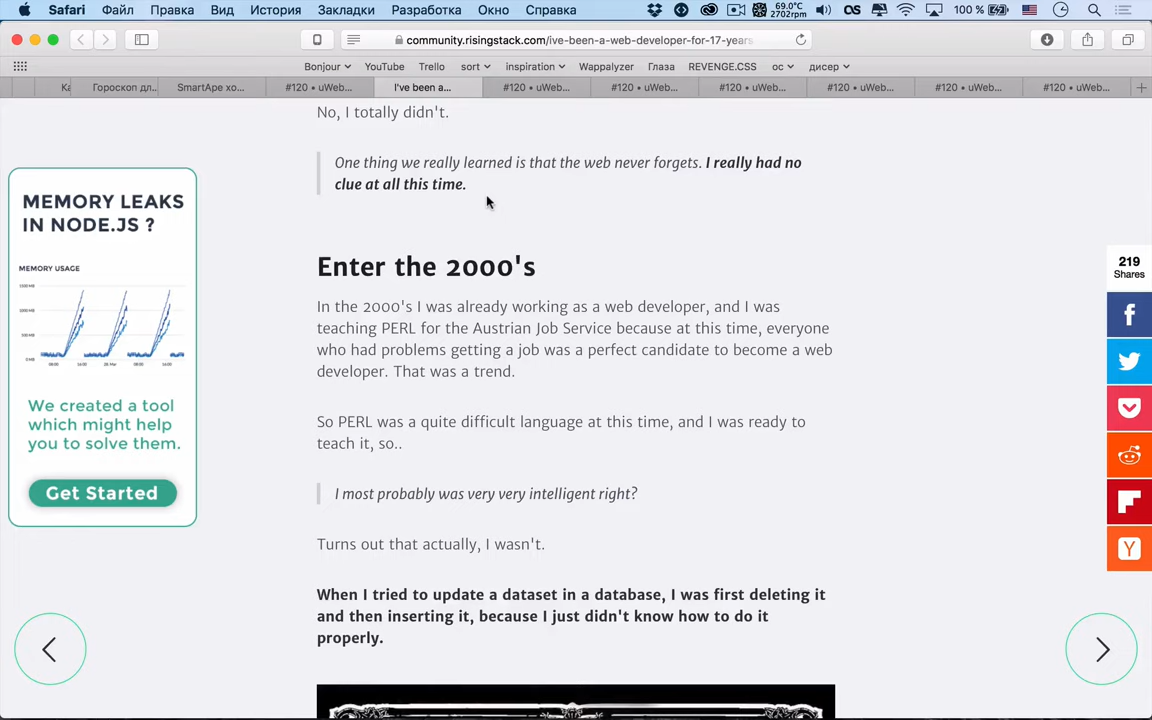 Safari Файл Правка Вид История Закладки Разработка Окно Справка 69.0°C 2702rpm 100 %
community.risingstack.com/ive-been-a-web-developer-for-17-years-
Bonjour YouTube Trello sort inspiration Wappalyzer Глаза REVENGE.CSS ос дисер
Ка Гороскоп дл... SmartApe хо... #120 • uWeb... I've been a... #120 • uWeb... #120 • uWeb... #120 • uWeb... #120 • uWeb... #120 • uWeb... #120 • uWeb...
No, I totally didn't.
One thing we really learned is that the web never forgets. I really had no
clue at all this time.
MEMORY LEAKS
IN NODE.JS ?
MEMORY USAGE
We created a tool
which might help
you to solve them.
Get Started
Enter the 2000's
In the 2000's I was already working as a web developer, and I was
teaching PERL for the Austrian Job Service because at this time, everyone
who had problems getting a job was a perfect candidate to become a web
developer. That was a trend.
So PERL was a quite difficult language at this time, and I was ready to
teach it, so..
I most probably was very very intelligent right?
Turns out that actually, I wasn't.
When I tried to update a dataset in a database, I was first deleting it
and then inserting it, because I just didn't know how to do it
properly.
219
Shares